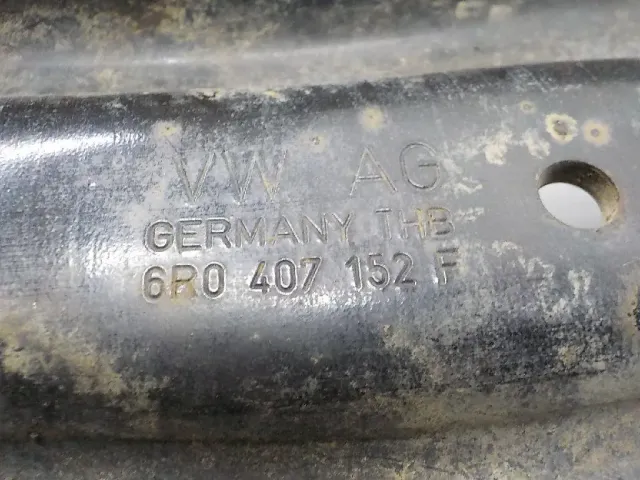 VW AG
GERMANY THB
6R0 407 152 F